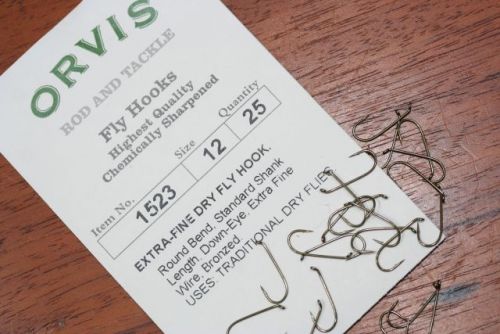 ORVIS
ROD AND TACKLE
Fly Hooks
Highest Quality
Chemically Sharpened
Item No. Size Quantity
1523 12 25
EXTRA-FINE DRY FLY HOOK.
Round Bend, Standard Shank
Length, Down-Eye, Extra Fine
Wire, Bronzed
USES: TRADITIONAL DRY FLIES